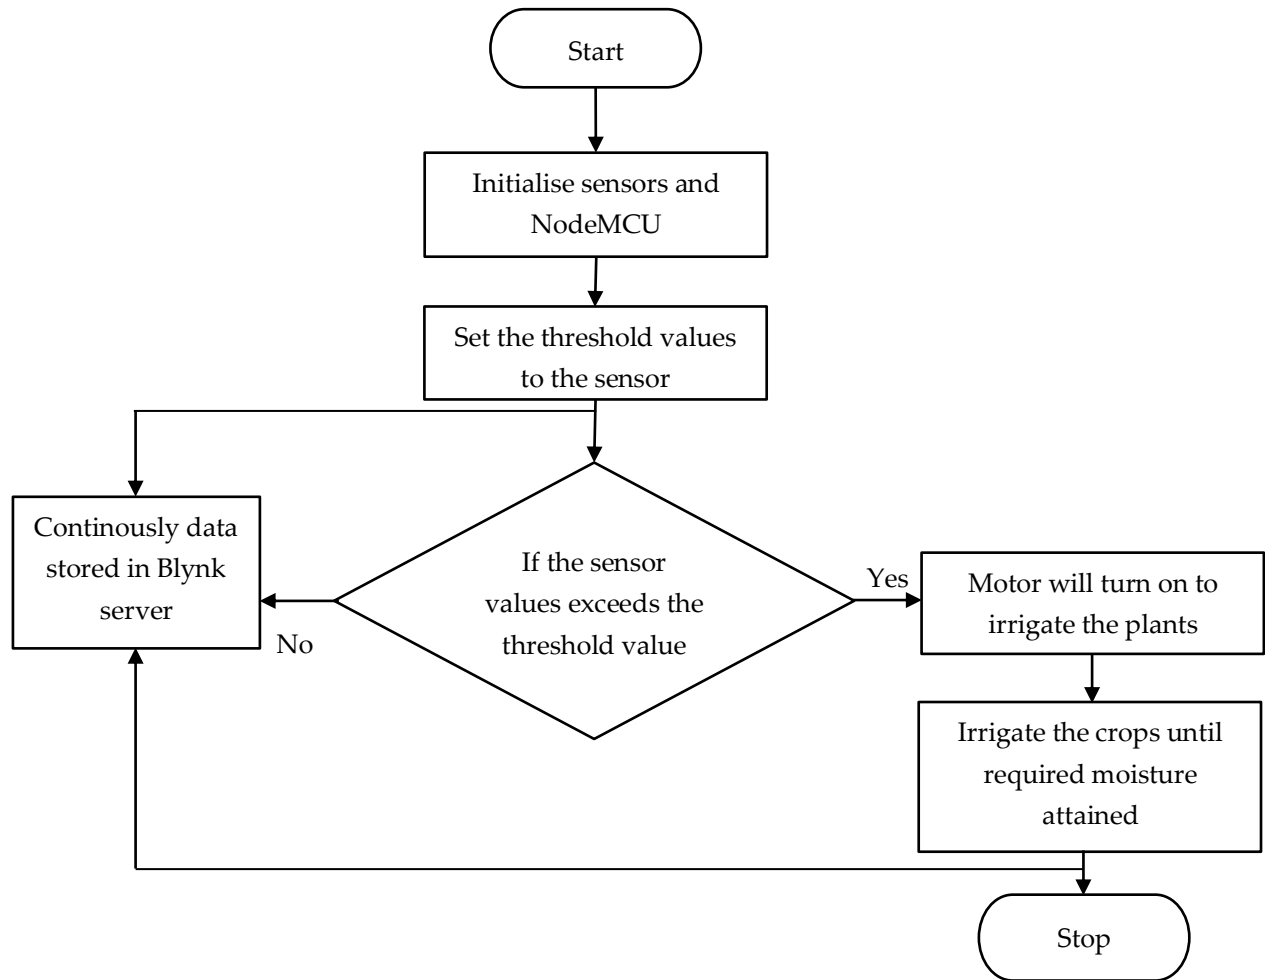 Start
Initialise sensors and
NodeMCU
Set the threshold values
to the sensor
Continously data
stored in Blynk
server
If the sensor
values exceeds the
threshold value
No
Yes
Motor will turn on to
irrigate the plants
Irrigate the crops until
required moisture
attained
Stop